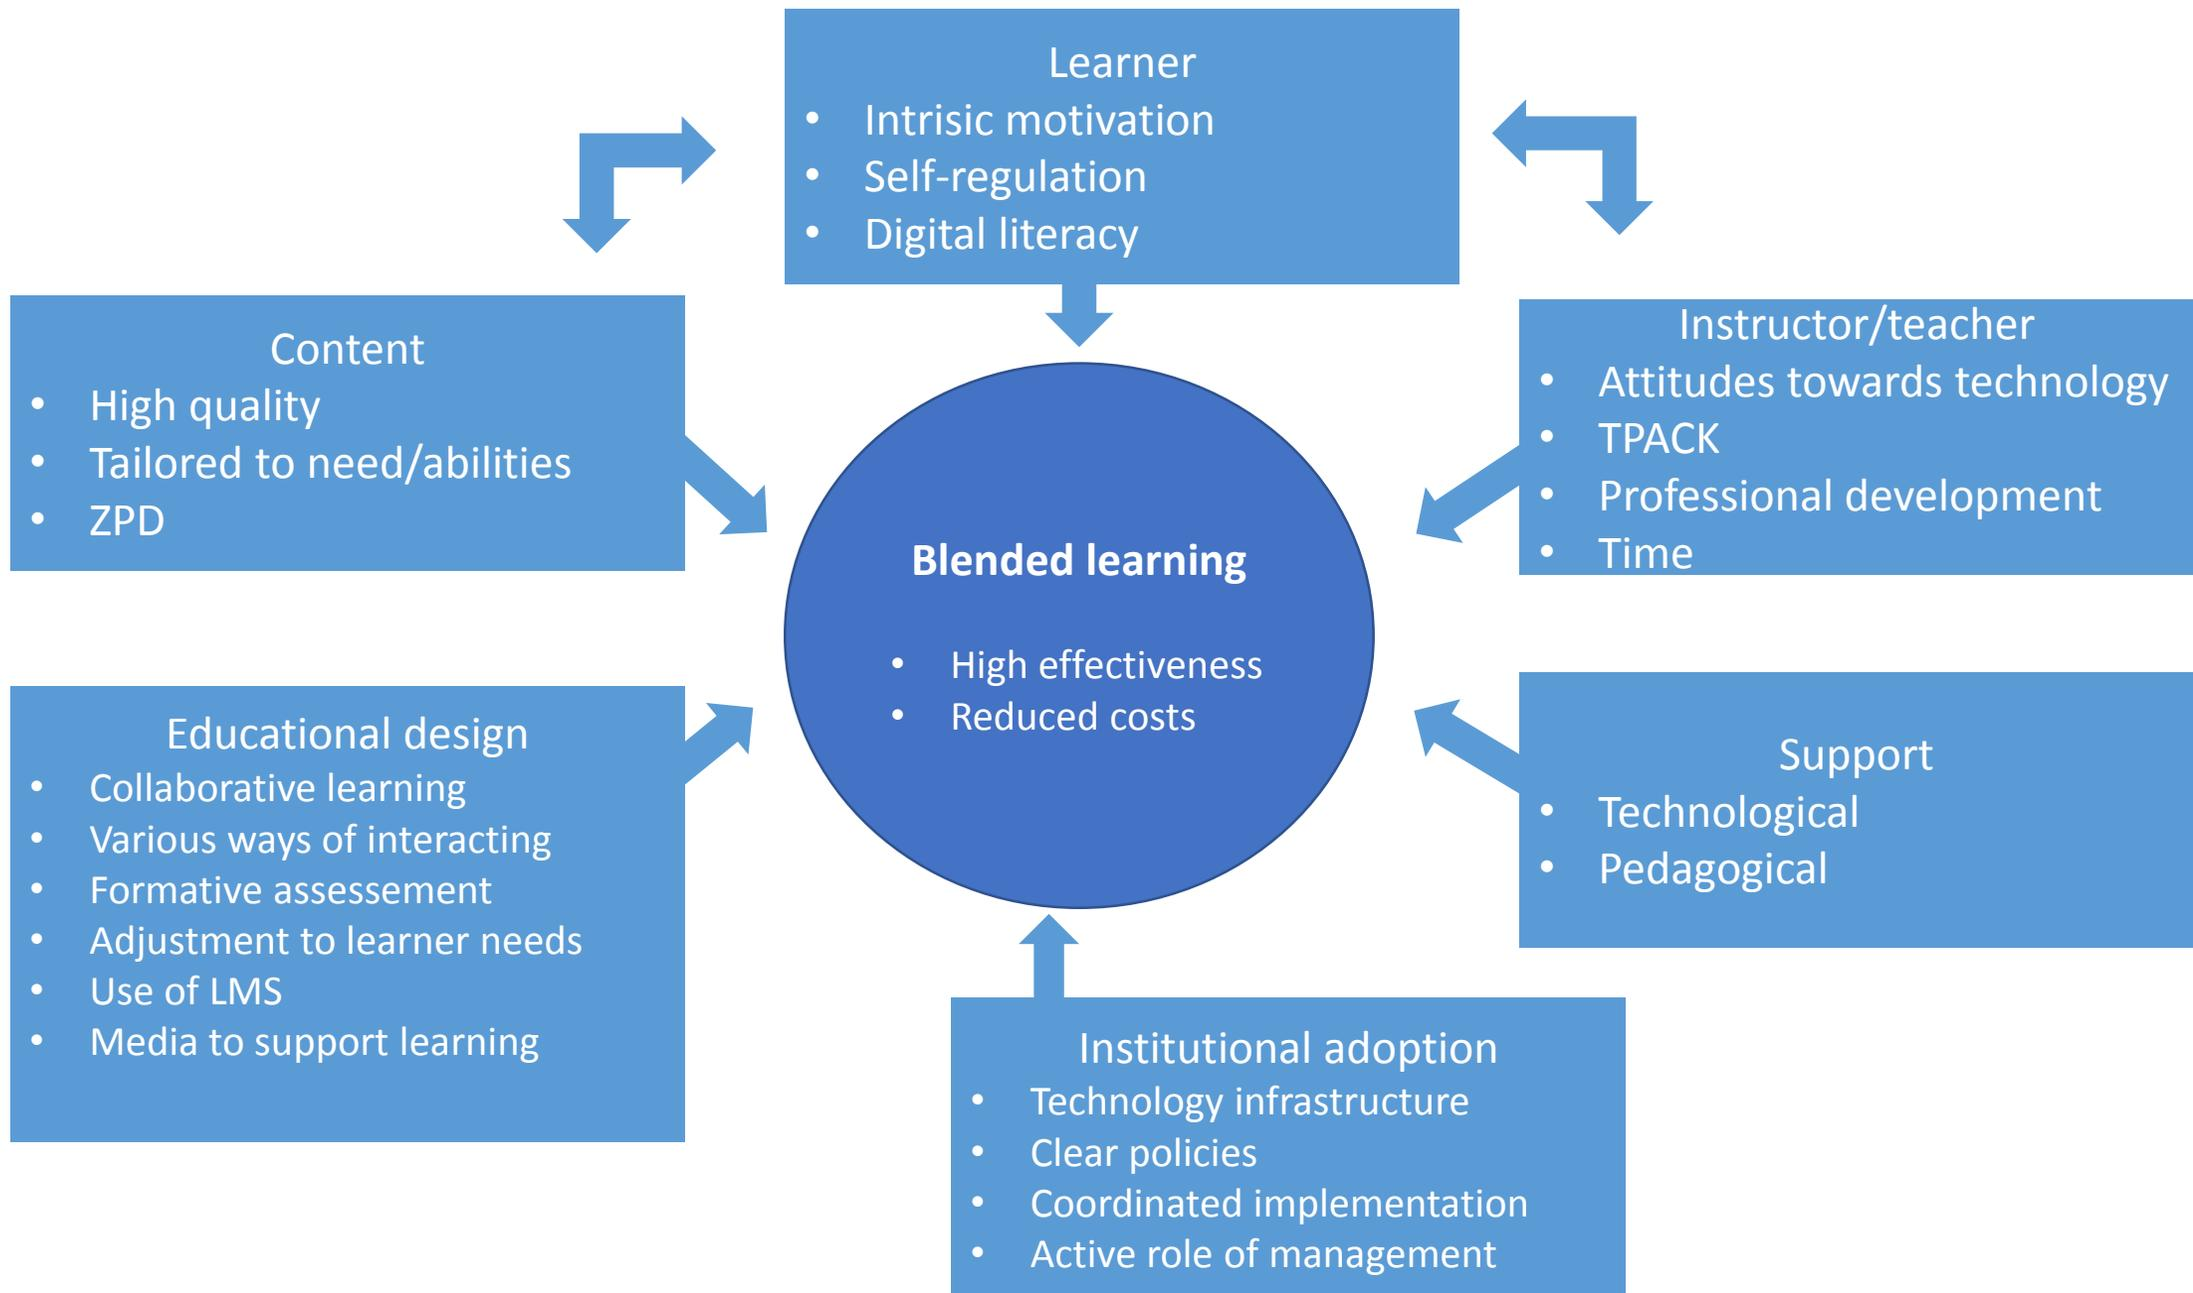 Learner
• Intrisic motivation
• Self-regulation
• Digital literacy
Content
• High quality
• Tailored to need/abilities
• ZPD
Instructor/teacher
• Attitudes towards technology
• TPACK
• Professional development
• Time
Blended learning
• High effectiveness
• Reduced costs
Educational design
• Collaborative learning
• Various ways of interacting
• Formative assessement
• Adjustment to learner needs
• Use of LMS
• Media to support learning
Support
• Technological
• Pedagogical
Institutional adoption
• Technology infrastructure
• Clear policies
• Coordinated implementation
• Active role of management